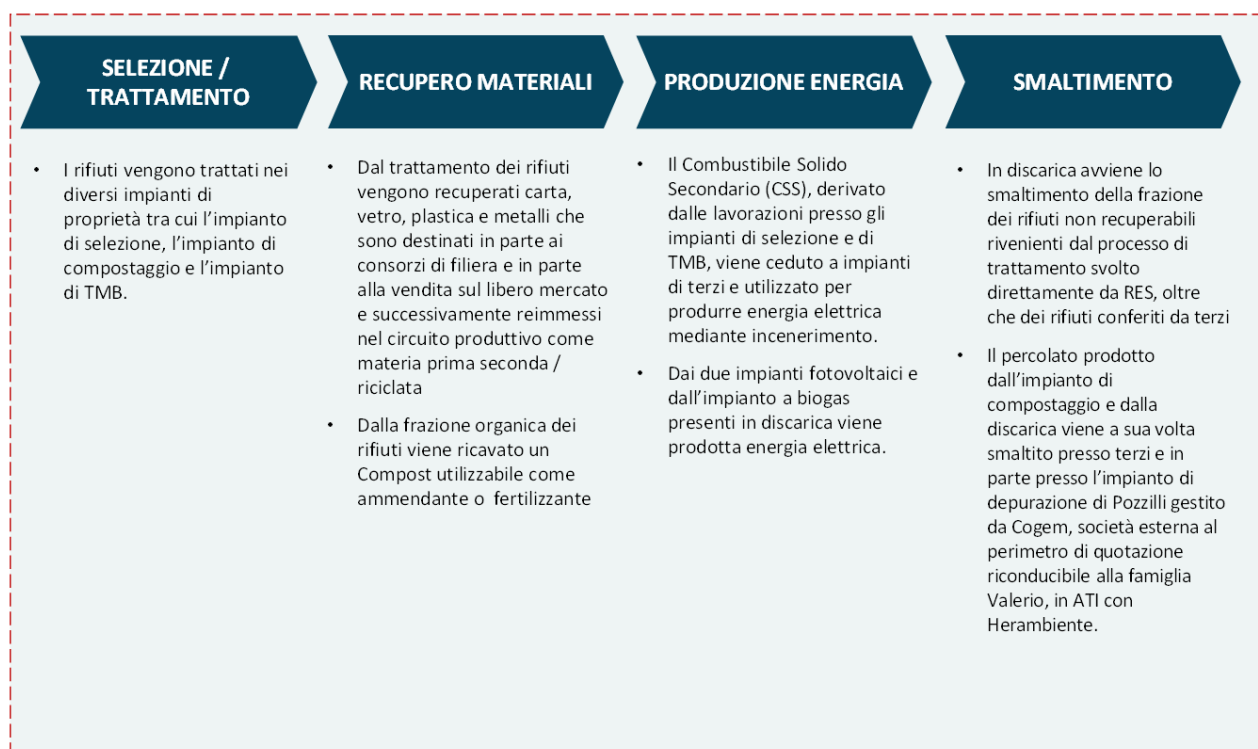 SELEZIONE /
TRATTAMENTO
• I rifiuti vengono trattati nei
diversi impianti di
proprietà tra cui l'impianto
di selezione, l'impianto di
compostaggio e l'impianto
di TMB.
RECUPERO MATERIALI
• Dal trattamento dei rifiuti
vengono recuperati carta,
vetro, plastica e metalli che
sono destinati in parte ai
consorzi di filiera e in parte
alla vendita sul libero mercato
e successivamente reimmessi
nel circuito produttivo come
materia prima seconda /
riciclata
• Dalla frazione organica dei
rifiuti viene ricavato un
Compost utilizzabile come
ammendante o fertilizzante
PRODUZIONE ENERGIA
• Il Combustibile Solido
Secondario (CSS), derivato
dalle lavorazioni presso gli
impianti di selezione e di
TMB, viene ceduto a impianti
di terzi e utilizzato per
produrre energia elettrica
mediante incenerimento.
• Dai due impianti fotovoltaici e
dall'impianto a biogas
presenti in discarica viene
prodotta energia elettrica.
SMALTIMENTO
• In discarica avviene lo
smaltimento della frazione
dei rifiuti non recuperabili
rivenienti dal processo di
trattamento svolto
direttamente da RES, oltre
che dei rifiuti conferiti da terzi
• Il percolato prodotto
dall'impianto di
compostaggio e dalla
discarica viene a sua volta
smaltito presso terzi e in
parte presso l'impianto di
depurazione di Pozzilli gestito
da Cogem, società esterna al
perimetro di quotazione
riconducibile alla famiglia
Valerio, in ATI con
Herambiente.